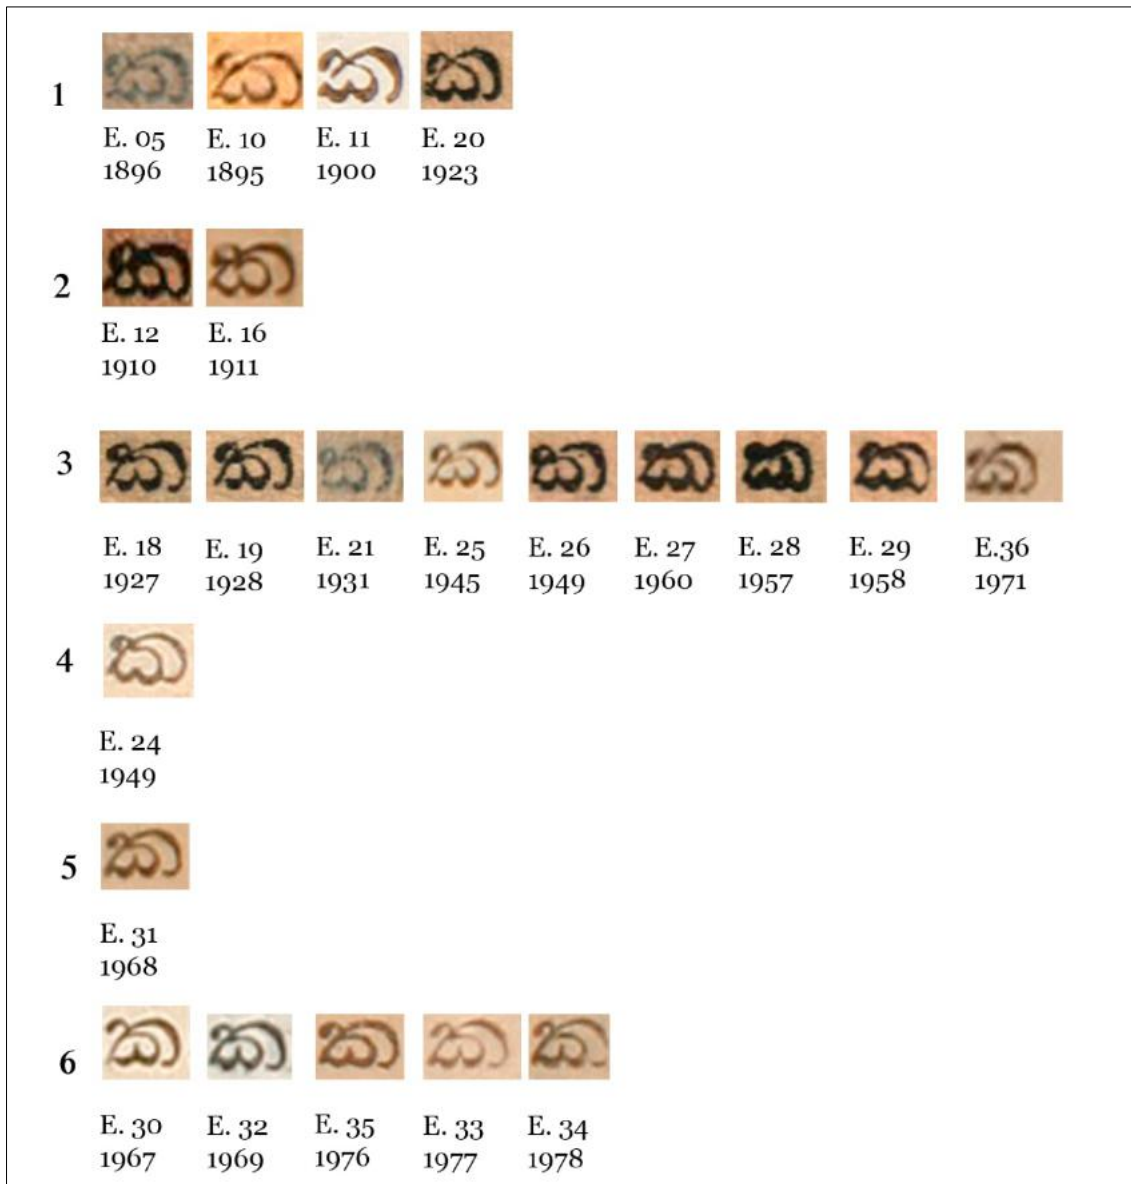 1
ක ක ක ක
E. 05 E. 10 E. 11 E. 20
1896 1895 1900 1923
2
ක ක
E. 12 E. 16
1910 1911
3
ක ක ක ක ක ක ක ක ක
E. 18 E. 19 E. 21 E. 25 E. 26 E. 27 E. 28 E. 29 E.36
1927 1928 1931 1945 1949 1960 1957 1958 1971
4
ක
E. 24
1949
5
ක
E. 31
1968
6
ක ක ක ක ක
E. 30 E. 32 E. 35 E. 33 E. 34
1967 1969 1976 1977 1978